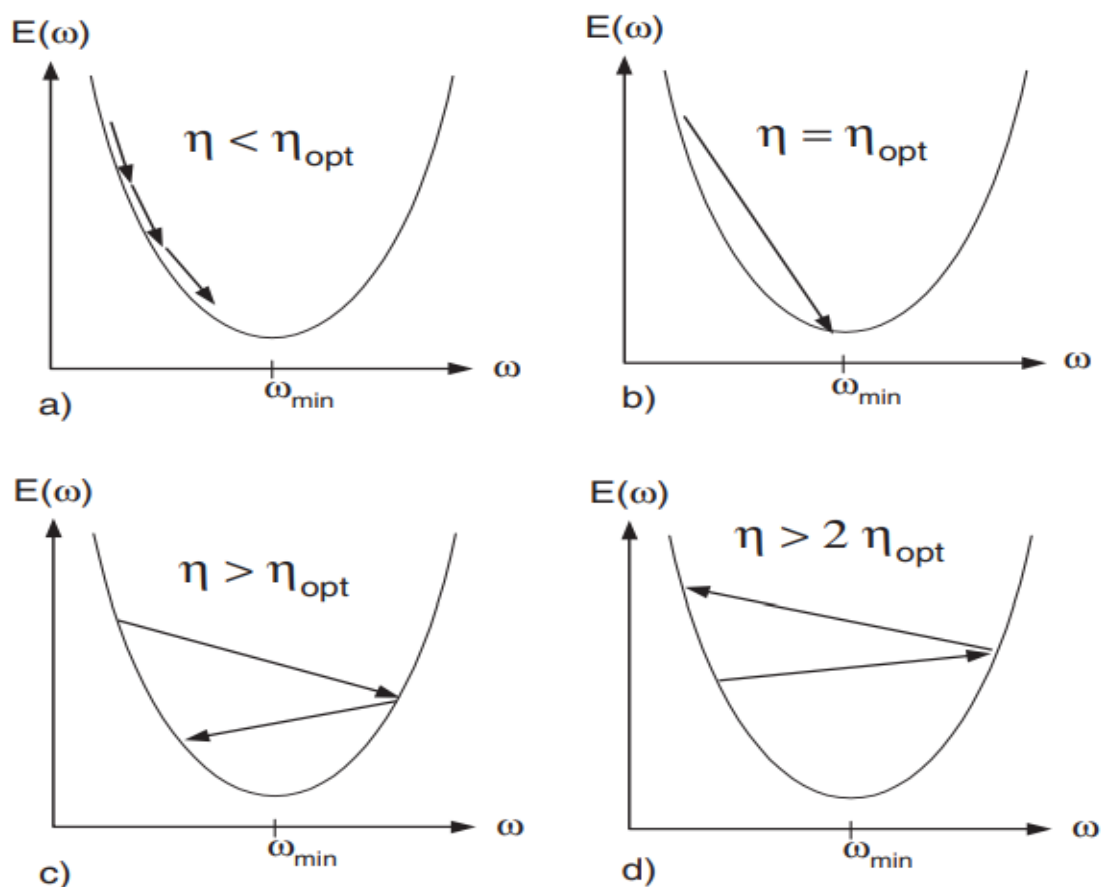 E(ω)
η < η_opt
ω
ω_min
a)
E(ω)
η = η_opt
ω
ω_min
b)
E(ω)
η > η_opt
ω
ω_min
c)
E(ω)
η > 2 η_opt
ω
ω_min
d)